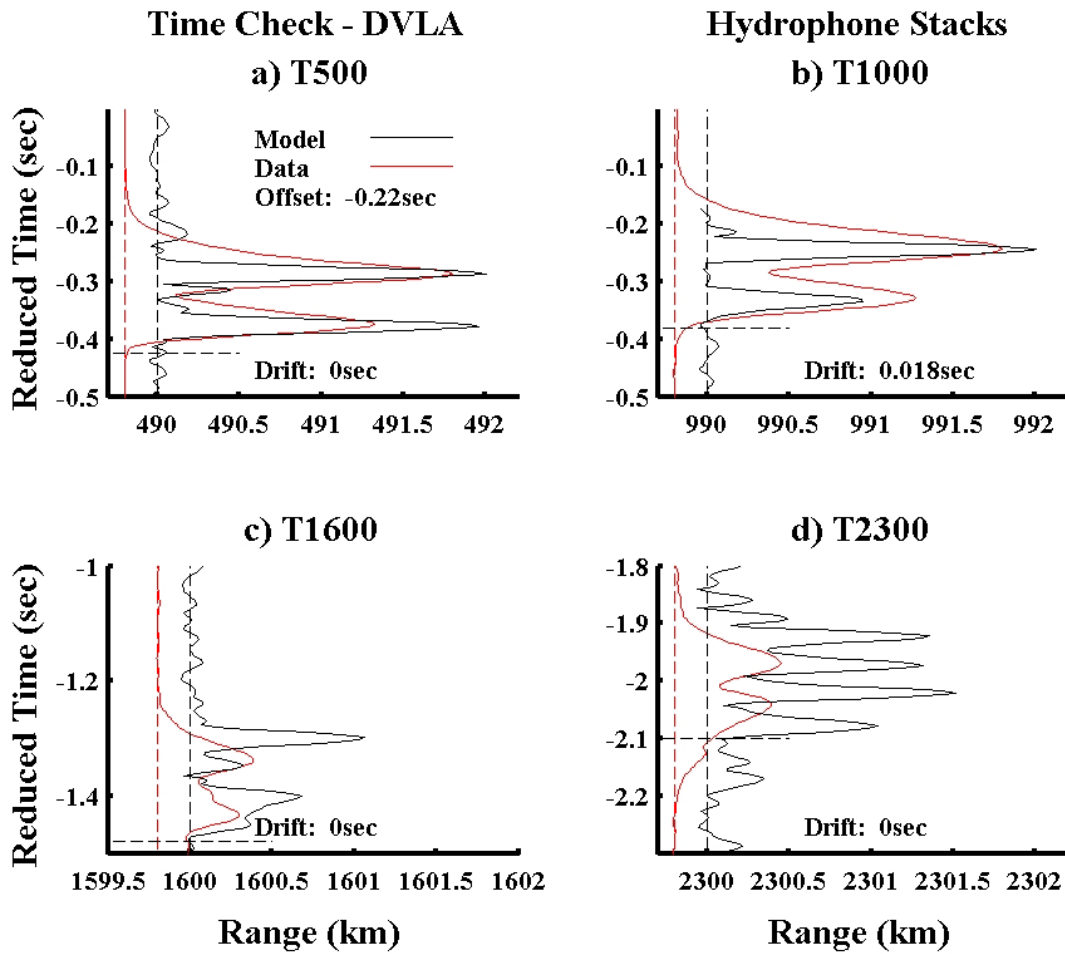 Time Check - DVLA
Hydrophone Stacks
a) T500
b) T1000
Reduced Time (sec)
-0.1
-0.2
-0.3
-0.4
-0.5
Model
Data
Offset: -0.22sec
Drift: 0sec
490
490.5
491
491.5
492
-0.1
-0.2
-0.3
-0.4
-0.5
Drift: 0.018sec
990
990.5
991
991.5
992
c) T1600
d) T2300
Reduced Time (sec)
-1
-1.2
-1.4
Drift: 0sec
1599.5
1600
1600.5
1601
1601.5
1602
Range (km)
-1.8
-1.9
-2
-2.1
-2.2
Drift: 0sec
2300
2300.5
2301
2301.5
2302
Range (km)